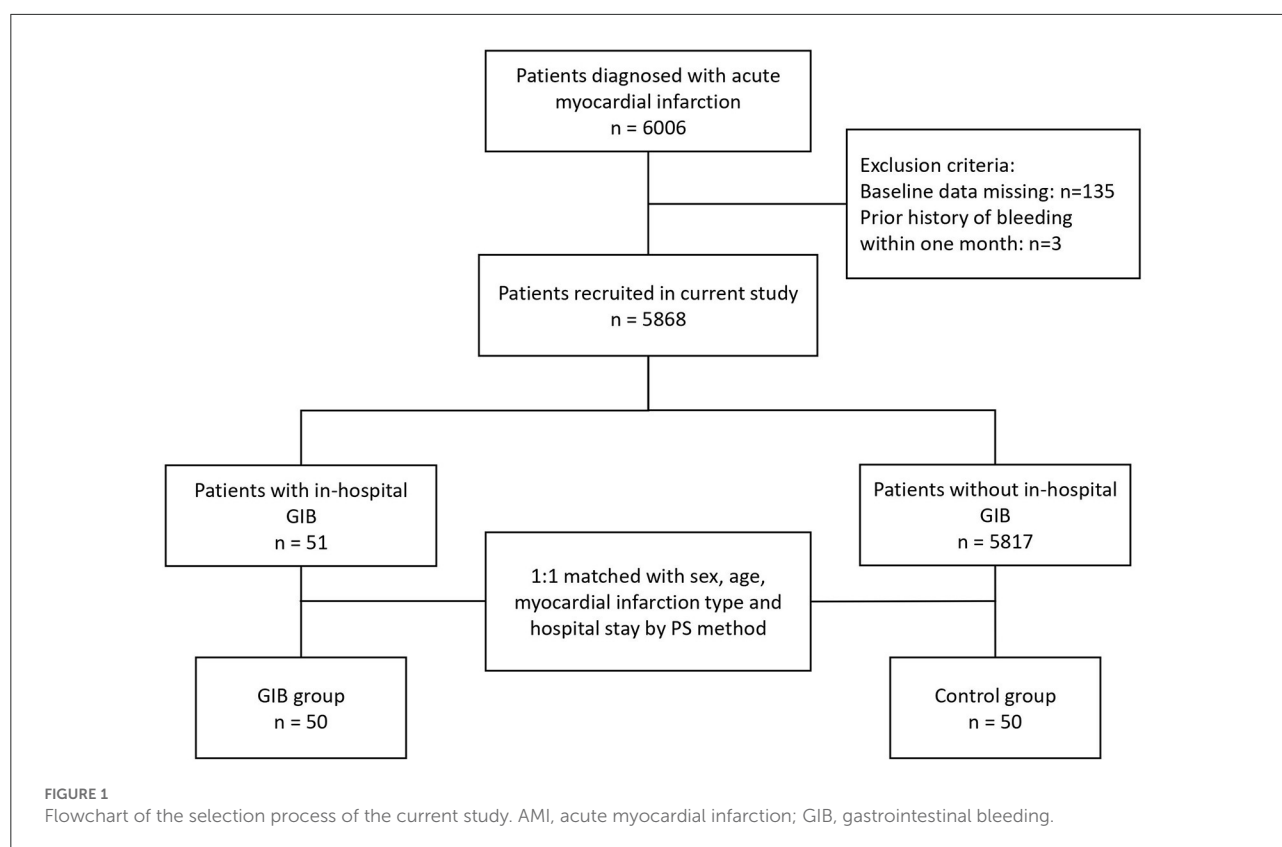 Patients diagnosed with acute
myocardial infarction
n = 6006
Exclusion criteria:
Baseline data missing: n=135
Prior history of bleeding
within one month: n=3
Patients recruited in current study
n = 5868
Patients with in-hospital
GIB
n = 51
Patients without in-hospital
GIB
n = 5817
1:1 matched with sex, age,
myocardial infarction type and
hospital stay by PS method
GIB group
n = 50
Control group
n = 50
FIGURE 1
Flowchart of the selection process of the current study. AMI, acute myocardial infarction; GIB, gastrointestinal bleeding.